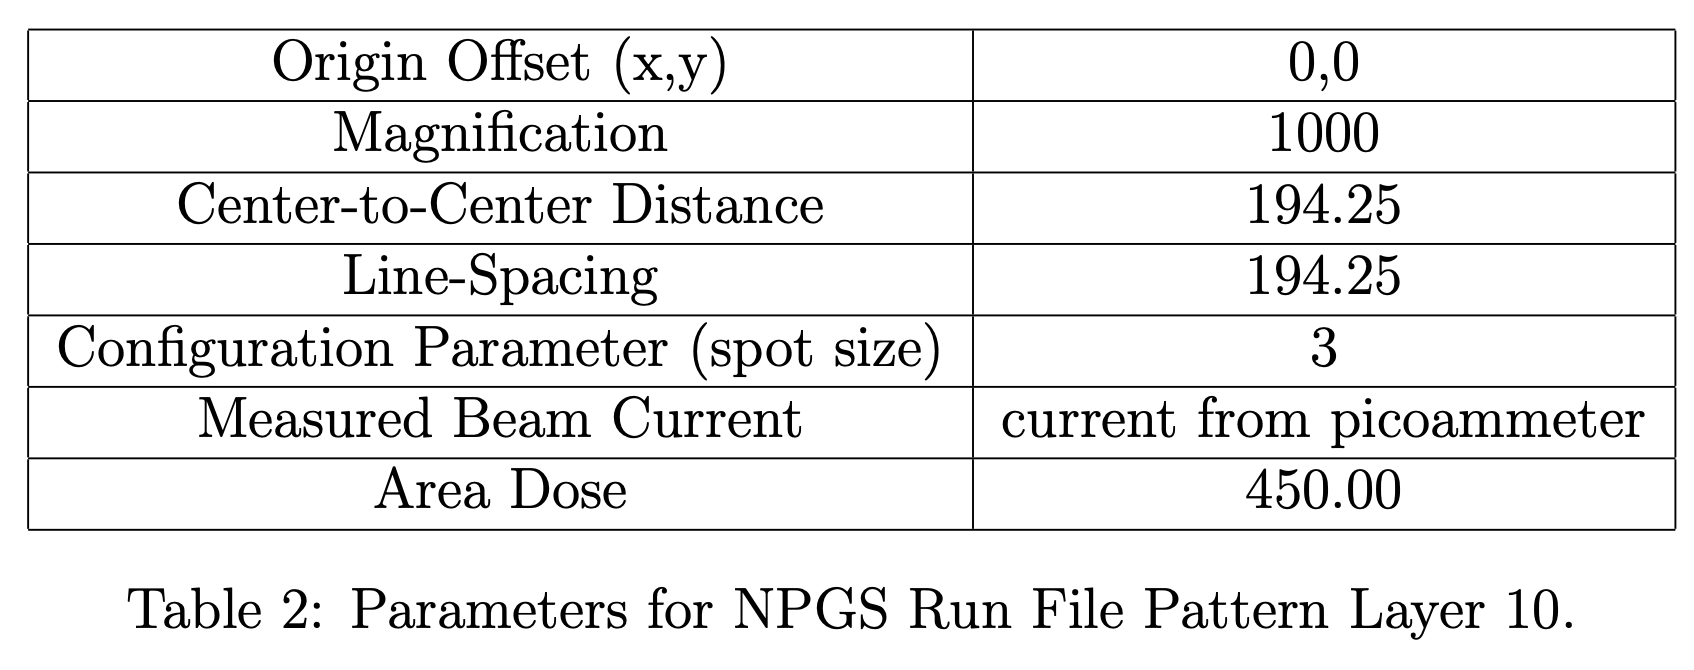 Origin Offset (x,y) 0,0
Magnification 1000
Center-to-Center Distance 194.25
Line-Spacing 194.25
Configuration Parameter (spot size) 3
Measured Beam Current current from picoammeter
Area Dose 450.00
Table 2: Parameters for NPGS Run File Pattern Layer 10.